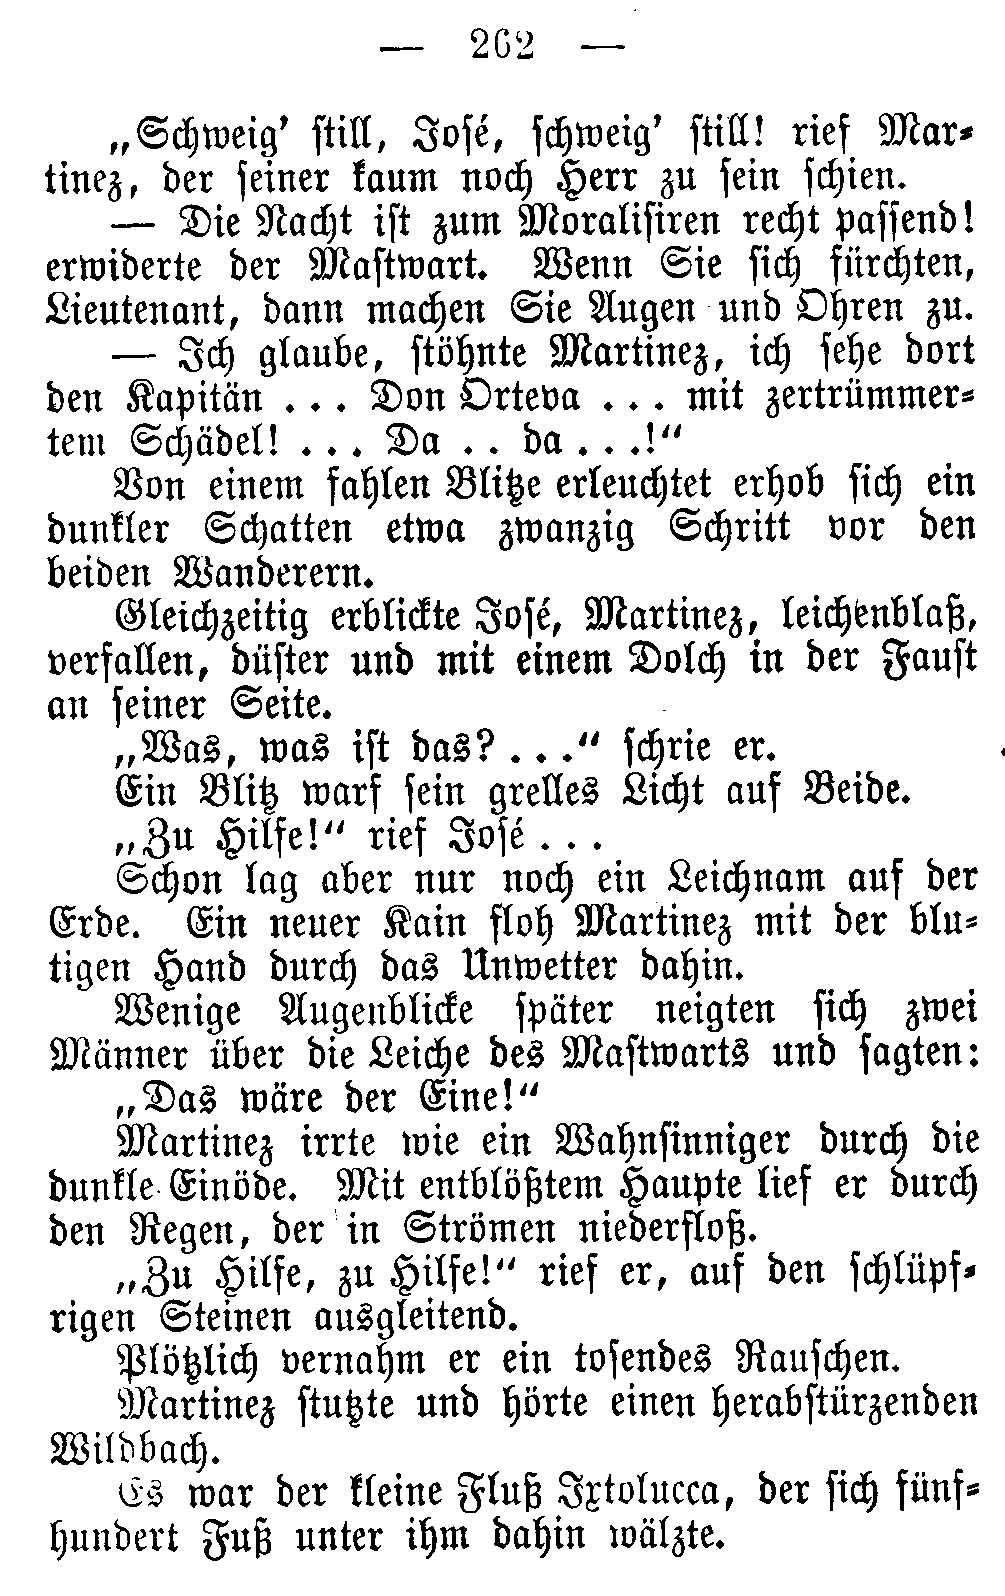 — 262 —
„Schweig' still, José, schweig' still! rief Mar-
tinez, der seiner kaum noch Herr zu sein schien.
— Die Nacht ist zum Moralisiren recht passend!
erwiderte der Mastwart. Wenn Sie sich fürchten,
Lieutenant, dann machen Sie Augen und Ohren zu.
— Ich glaube, stöhnte Martinez, ich sehe dort
den Kapitän . . . Don Orteva . . . mit zertrümmer-
tem Schädel! . . . Da . . da . . .!“
Von einem fahlen Blitze erleuchtet erhob sich ein
dunkler Schatten etwa zwanzig Schritt vor den
beiden Wanderern.
Gleichzeitig erblickte José, Martinez, leichenblaß,
verfallen, düster und mit einem Dolch in der Faust
an seiner Seite.
„Was, was ist das? . . .“ schrie er.
Ein Blitz warf sein grelles Licht auf Beide.
„Zu Hilfe!“ rief José . . .
Schon lag aber nur noch ein Leichnam auf der
Erde. Ein neuer Kain floh Martinez mit der blu-
tigen Hand durch das Unwetter dahin.
Wenige Augenblicke später neigten sich zwei
Männer über die Leiche des Mastwarts und sagten:
„Das wäre der Eine!“
Martinez irrte wie ein Wahnsinniger durch die
dunkle Einöde. Mit entblößtem Haupte lief er durch
den Regen, der in Strömen niederfloß.
„Zu Hilfe, zu Hilfe!“ rief er, auf den schlüpf-
rigen Steinen ausgleitend.
Plötzlich vernahm er ein tosendes Rauschen.
Martinez stutzte und hörte einen herabstürzenden
Wildbach.
Es war der kleine Fluß Ixtolucca, der sich fünf-
hundert Fuß unter ihm dahin wälzte.